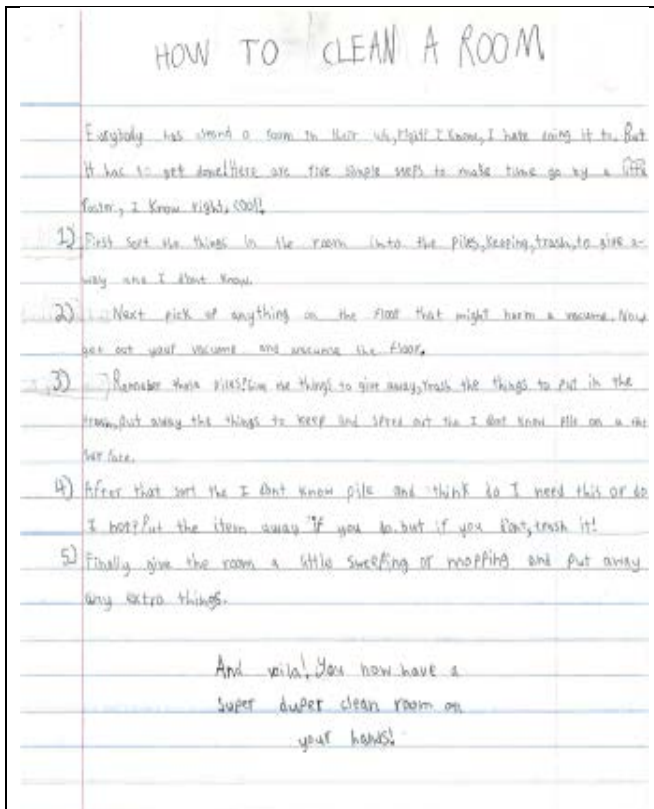 HOW TO CLEAN A ROOM
Everybody has a room in their right? I know, I hate doing it to. But
It has to get done! Here are five simple steps to make time go by a little
faster, I know right, cool!
1) First sort the things in the room into the piles, keeping, trash, to give a-
way and I dont know.
2) Next pick up anything on the floor that might harm a vacume. Now
get out your vacume and vacume the floor.
3) Remember those piles? Give the things to give away, trash the things to put in the
trash, put away the things to keep and spred out the I dont know pile on a
surface.
4) After that sort the I dont know pile and think do I need this or do
I not? Put the item away if you do, but if you dont, trash it!
5) Finally give the room a little sweeping or mopping and put away
any extra things.
And voila! You now have a
super duper clean room on
your hands!